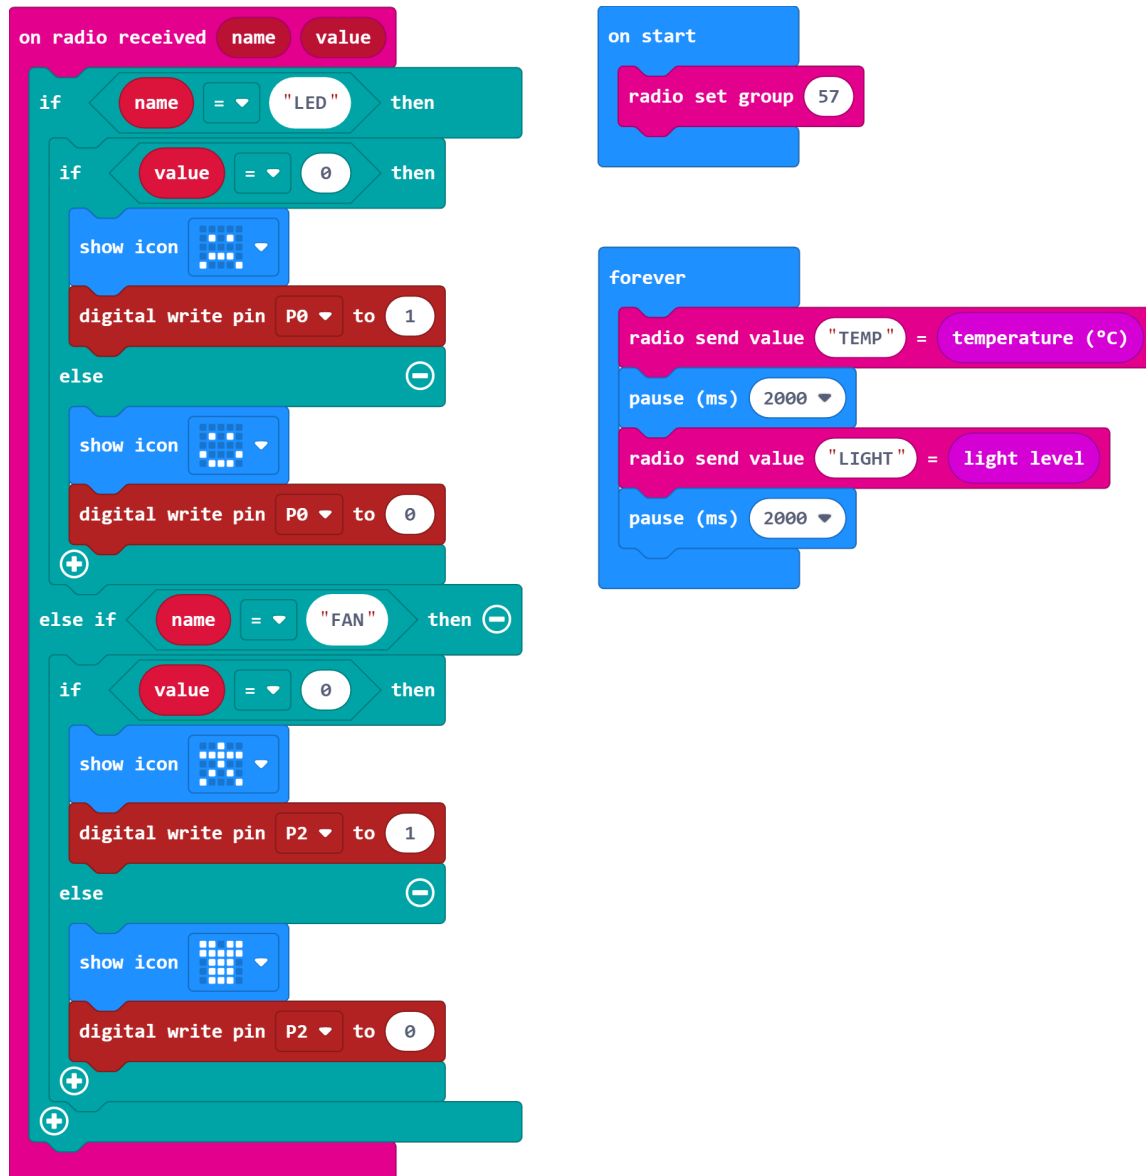 on radio received name value
if name = "LED" then
if value = 0 then
show icon
digital write pin P0 to 1
else
show icon
digital write pin P0 to 0
else if name = "FAN" then
if value = 0 then
show icon
digital write pin P2 to 1
else
show icon
digital write pin P2 to 0
on start
radio set group 57
forever
radio send value "TEMP" = temperature (°C)
pause (ms) 2000
radio send value "LIGHT" = light level
pause (ms) 2000